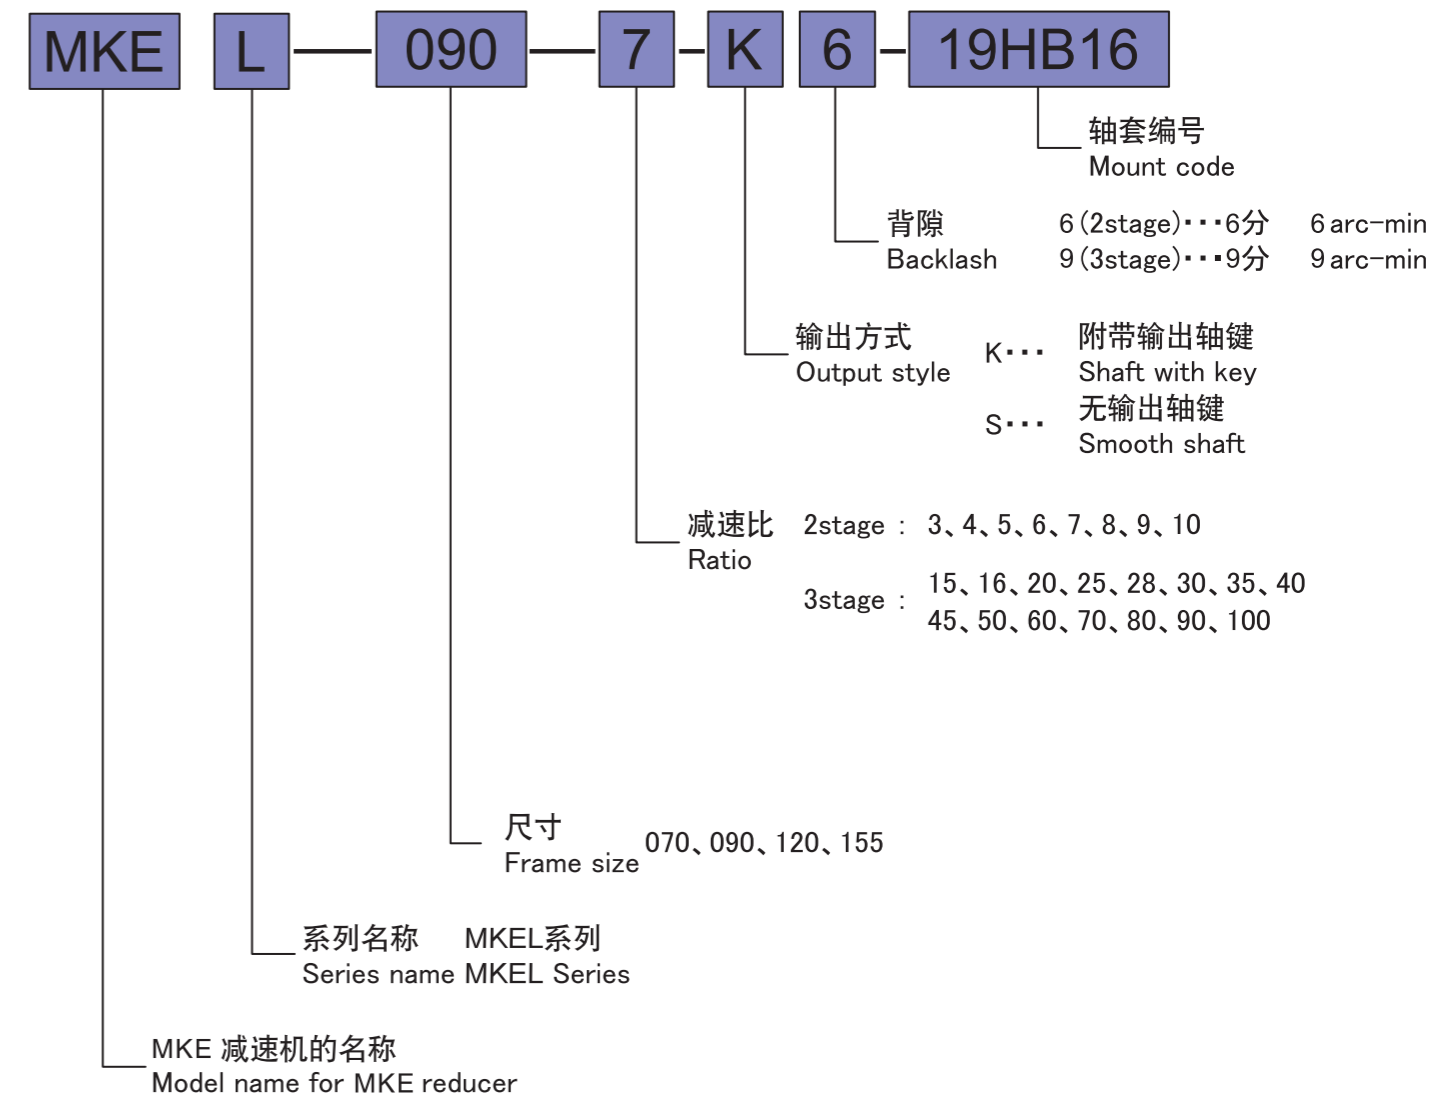 MKE L — 090 — 7 - K 6 - 19HB16
轴套编号
Mount code
背隙 6(2stage)···6分 6arc-min
Backlash 9(3stage)···9分 9arc-min
输出方式 K··· 附带输出轴键
Output style Shaft with key
S··· 无输出轴键
Smooth shaft
减速比 2stage : 3、4、5、6、7、8、9、10
Ratio
3stage : 15、16、20、25、28、30、35、40
45、50、60、70、80、90、100
尺寸
Frame size 070、090、120、155
系列名称 MKEL系列
Series name MKEL Series
MKE 减速机的名称
Model name for MKE reducer